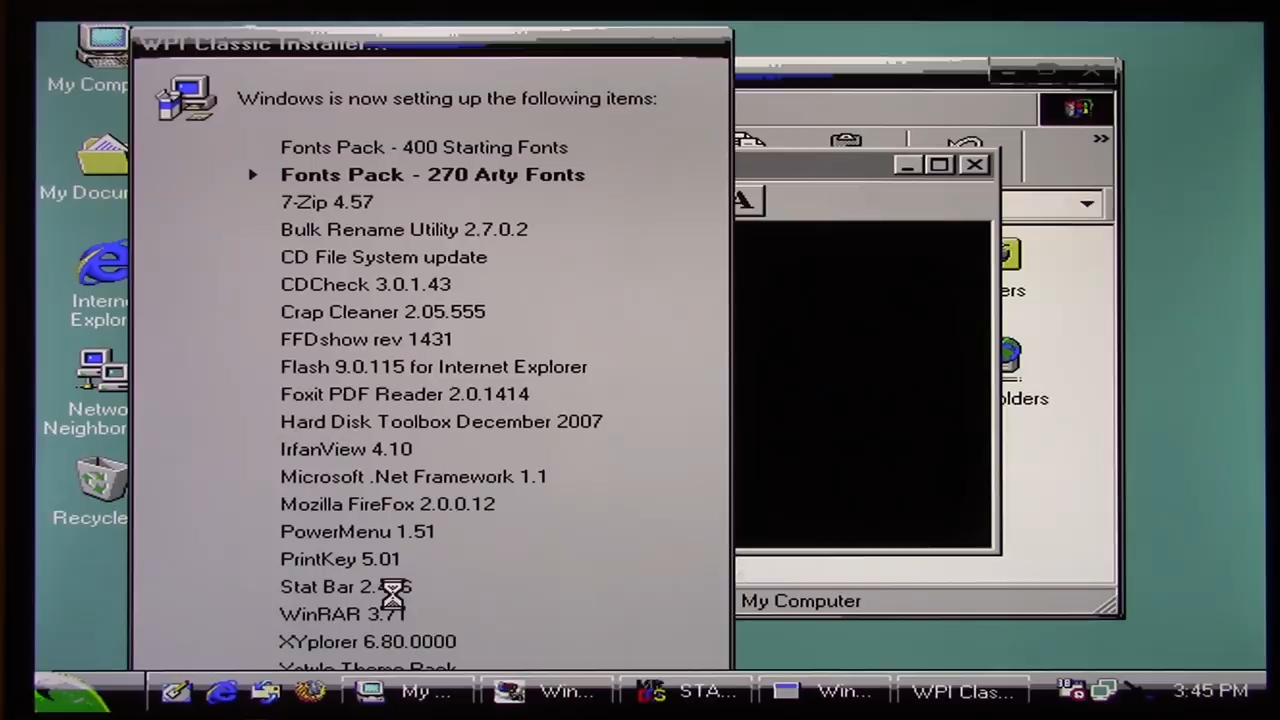 WPI Classic Installer...
My Comp
My Docu
Intern
Explor
Netwo
Neighbor
Recycle
Windows is now setting up the following items:
Fonts Pack - 400 Starting Fonts
Fonts Pack - 270 Arty Fonts
7-Zip 4.57
Bulk Rename Utility 2.7.0.2
CD File System update
CDCheck 3.0.1.43
Crap Cleaner 2.05.555
FFDshow rev 1431
Flash 9.0.115 for Internet Explorer
Foxit PDF Reader 2.0.1414
Hard Disk Toolbox December 2007
IrfanView 4.10
Microsoft .Net Framework 1.1
Mozilla FireFox 2.0.0.12
PowerMenu 1.51
PrintKey 5.01
Stat Bar
WinRAR 3.71
XYplorer 6.80.0000
A
ers
olders
My Computer
My ...
Win...
STA...
Win...
WPI Clas...
3:45 PM